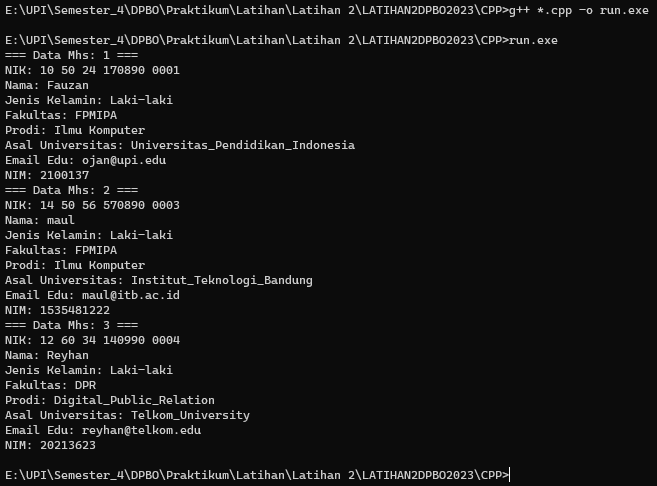 E:\UPI\Semester_4\DPBO\Praktikum\Latihan\Latihan 2\LATIHAN2DPBO2023\CPP>g++ *.cpp -o run.exe
E:\UPI\Semester_4\DPBO\Praktikum\Latihan\Latihan 2\LATIHAN2DPBO2023\CPP>run.exe
=== Data Mhs: 1 ===
NIK: 10 50 24 170890 0001
Nama: Fauzan
Jenis Kelamin: Laki-laki
Fakultas: FPMIPA
Prodi: Ilmu Komputer
Asal Universitas: Universitas_Pendidikan_Indonesia
Email Edu: ojan@upi.edu
NIM: 2100137
=== Data Mhs: 2 ===
NIK: 14 50 56 570890 0003
Nama: maul
Jenis Kelamin: Laki-laki
Fakultas: FPMIPA
Prodi: Ilmu Komputer
Asal Universitas: Institut_Teknologi_Bandung
Email Edu: maul@itb.ac.id
NIM: 1535481222
=== Data Mhs: 3 ===
NIK: 12 60 34 140990 0004
Nama: Reyhan
Jenis Kelamin: Laki-laki
Fakultas: DPR
Prodi: Digital_Public_Relation
Asal Universitas: Telkom_University
Email Edu: reyhan@telkom.edu
NIM: 20213623
E:\UPI\Semester_4\DPBO\Praktikum\Latihan\Latihan 2\LATIHAN2DPBO2023\CPP>